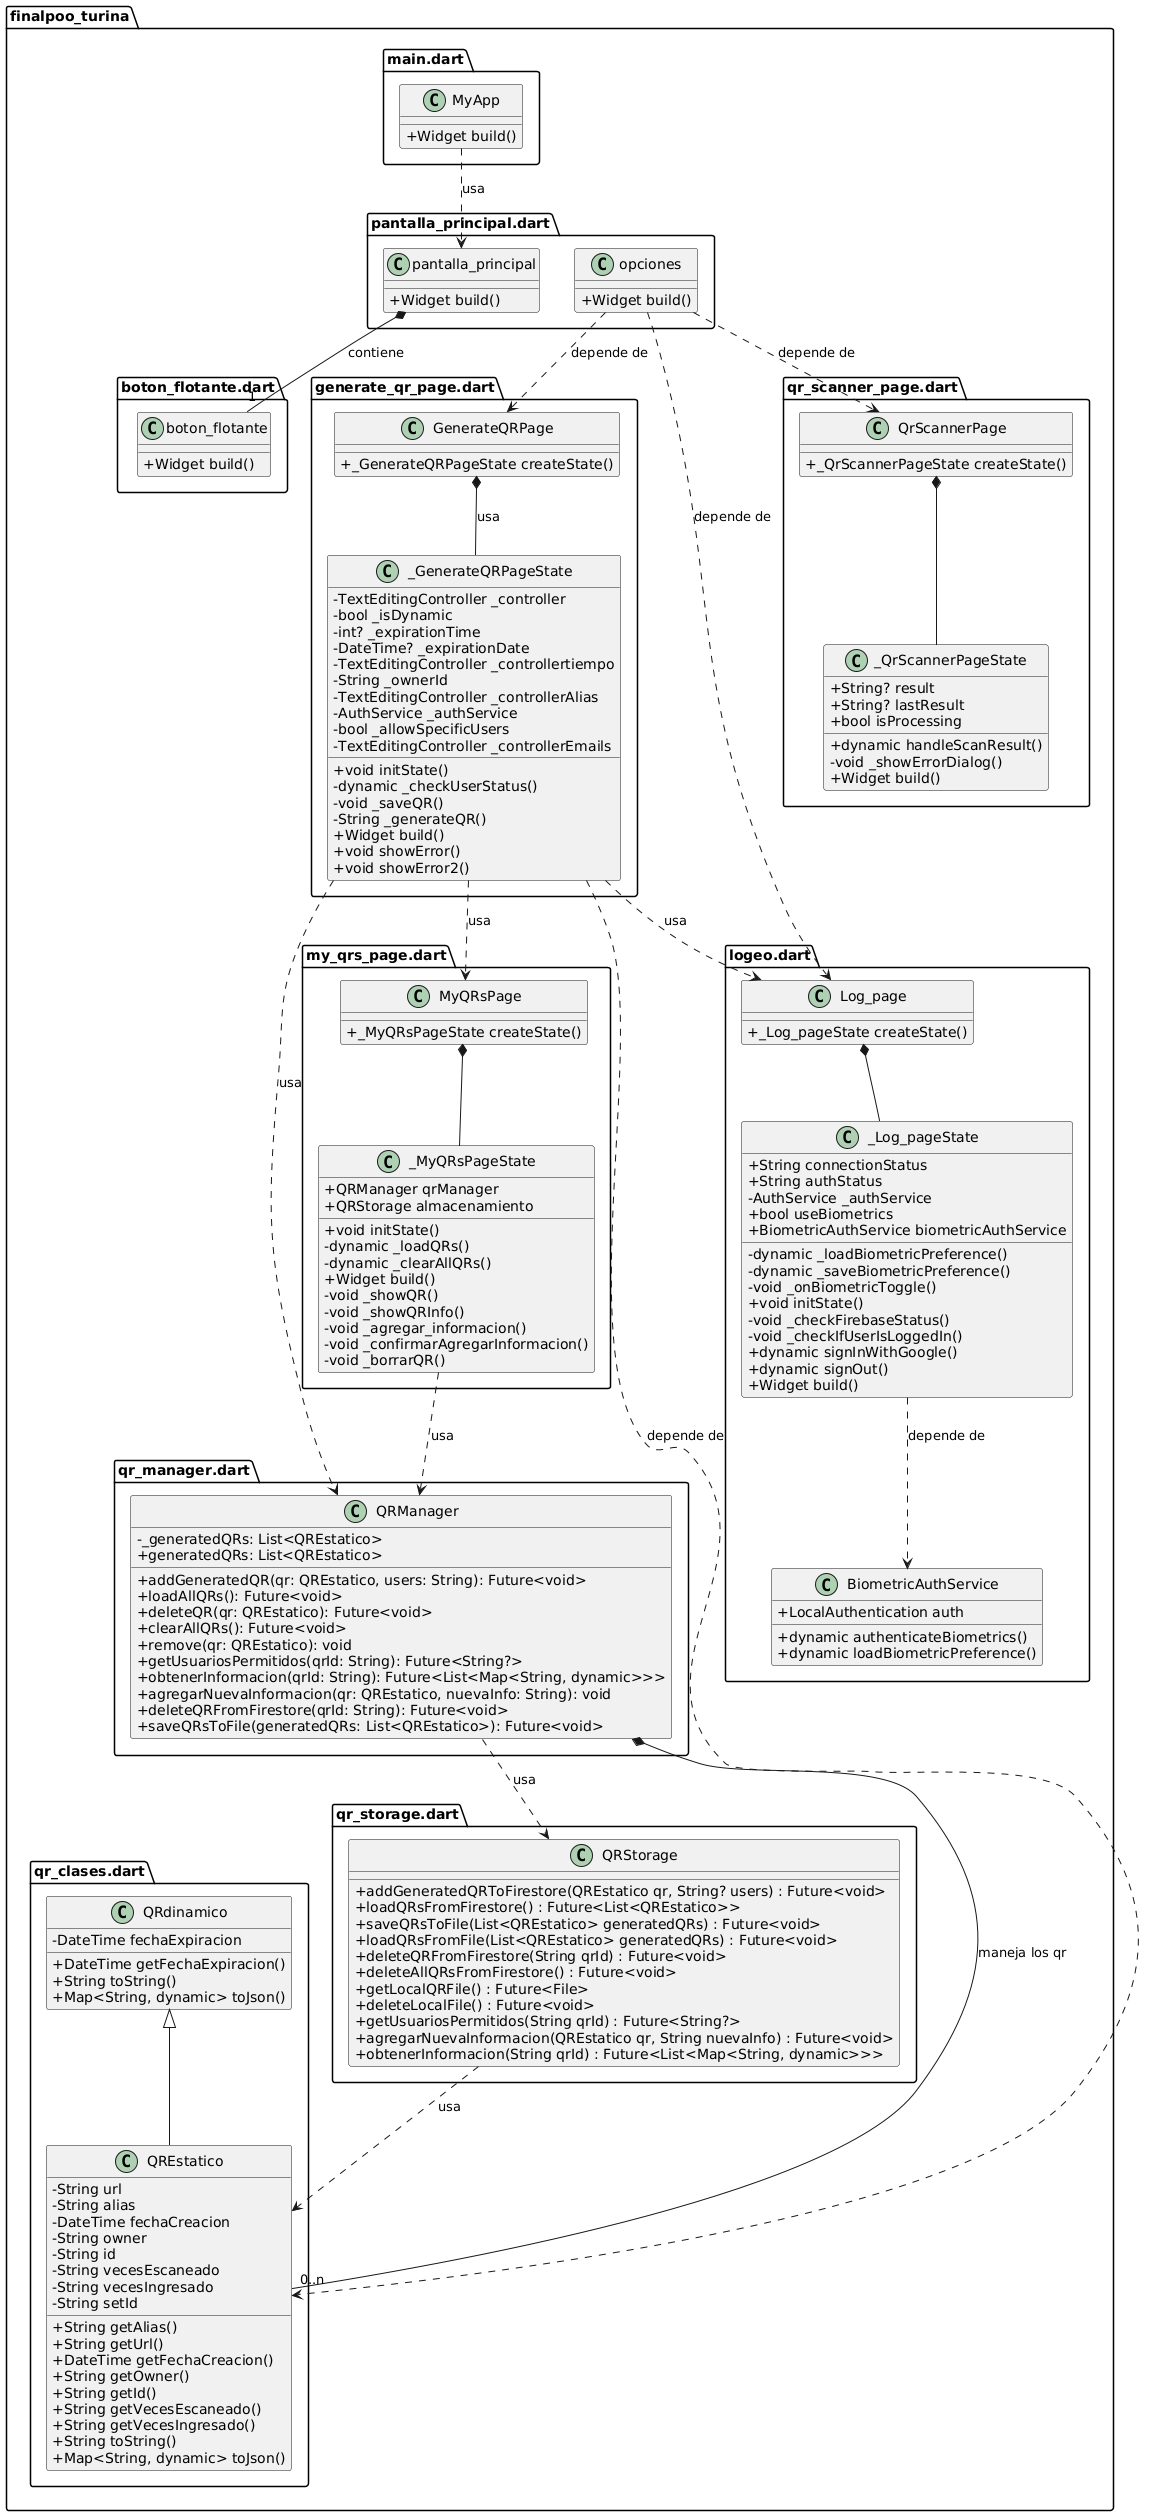 finalpoo_turina
main.dart
C MyApp
+Widget build()
usa
pantalla_principal.dart
C pantalla_principal
+Widget build()
C opciones
+Widget build()
contiene
depende de
depende de
boton_flotante.dart
1
C boton_flotante
+Widget build()
generate_qr_page.dart
C GenerateQRPage
+_GenerateQRPageState createState()
usa
depende de
qr_scanner_page.dart
C QrScannerPage
+_QrScannerPageState createState()
C _GenerateQRPageState
-TextEditingController _controller
-bool _isDynamic
-int? _expirationTime
-DateTime? _expirationDate
-TextEditingController _controllertiempo
-String _ownerId
-TextEditingController _controllerAlias
-AuthService _authService
-bool _allowSpecificUsers
-TextEditingController _controllerEmails
+void initState()
-dynamic _checkUserStatus()
-void _saveQR()
-String _generateQR()
+Widget build()
+void showError()
+void showError2()
C _QrScannerPageState
+String? result
+String? lastResult
+bool isProcessing
+dynamic handleScanResult()
-void _showErrorDialog()
+Widget build()
usa
usa
usa
my_qrs_page.dart
C MyQRsPage
+_MyQRsPageState createState()
C _MyQRsPageState
+QRManager qrManager
+QRStorage almacenamiento
+void initState()
-dynamic _loadQRs()
-dynamic _clearAllQRs()
+Widget build()
-void _showQR()
-void _showQRInfo()
-void _agregar_informacion()
-void _confirmarAgregarInformacion()
-void _borrarQR()
logeo.dart
C Log_page
+_Log_pageState createState()
C _Log_pageState
+String connectionStatus
+String authStatus
-AuthService _authService
+bool useBiometrics
+BiometricAuthService biometricAuthService
-dynamic _loadBiometricPreference()
-dynamic _saveBiometricPreference()
-void _onBiometricToggle()
+void initState()
-void _checkFirebaseStatus()
-void _checkIfUserIsLoggedIn()
+dynamic signInWithGoogle()
+dynamic signOut()
+Widget build()
usa
depende de
depende de
C BiometricAuthService
+LocalAuthentication auth
+dynamic authenticateBiometrics()
+dynamic loadBiometricPreference()
qr_manager.dart
C QRManager
-_generatedQRs: List<QREstatico>
+generatedQRs: List<QREstatico>
+addGeneratedQR(qr: QREstatico, users: String): Future<void>
+loadAllQRs(): Future<void>
+deleteQR(qr: QREstatico): Future<void>
+clearAllQRs(): Future<void>
+remove(qr: QREstatico): void
+getUsuariosPermitidos(qrId: String): Future<String?>
+obtenerInformacion(qrId: String): Future<List<Map<String, dynamic>>>
+agregarNuevaInformacion(qr: QREstatico, nuevaInfo: String): void
+deleteQRFromFirestore(qrId: String): Future<void>
+saveQRsToFile(generatedQRs: List<QREstatico>): Future<void>
usa
qr_storage.dart
C QRStorage
+addGeneratedQRToFirestore(QREstatico qr, String? users) : Future<void>
+loadQRsFromFirestore() : Future<List<QREstatico>>
+saveQRsToFile(List<QREstatico> generatedQRs) : Future<void>
+loadQRsFromFile(List<QREstatico> generatedQRs) : Future<void>
+deleteQRFromFirestore(String qrId) : Future<void>
+deleteAllQRsFromFirestore() : Future<void>
+getLocalQRFile() : Future<File>
+deleteLocalFile() : Future<void>
+getUsuariosPermitidos(String qrId) : Future<String?>
+agregarNuevaInformacion(QREstatico qr, String nuevaInfo) : Future<void>
+obtenerInformacion(String qrId) : Future<List<Map<String, dynamic>>>
maneja los qr
qr_clases.dart
C QRdinamico
-DateTime fechaExpiracion
+DateTime getFechaExpiracion()
+String toString()
+Map<String, dynamic> toJson()
usa
C QREstatico
-String url
-String alias
-DateTime fechaCreacion
-String owner
-String id
-String vecesEscaneado
-String vecesIngresado
-String setId
+String getAlias()
+String getUrl()
+DateTime getFechaCreacion()
+String getOwner()
+String getId()
+String getVecesEscaneado()
+String getVecesIngresado()
+String toString()
+Map<String, dynamic> toJson()
0..n